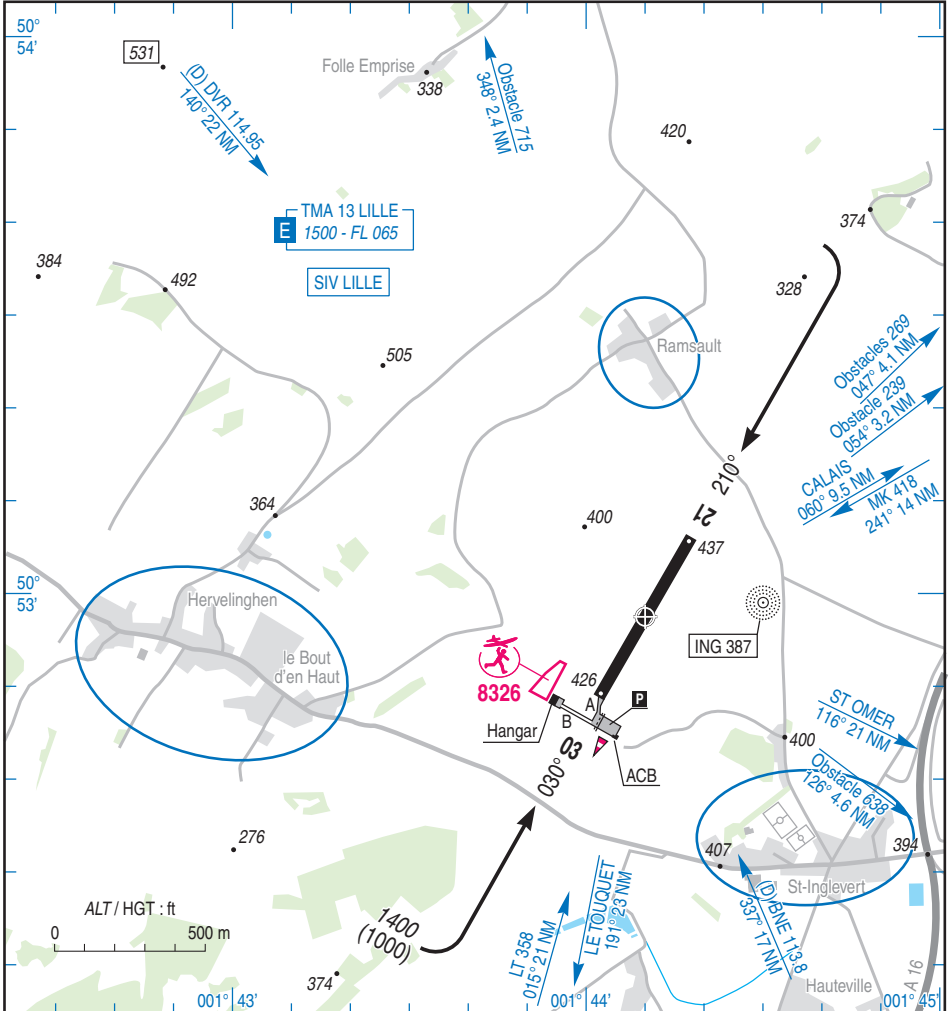 50°
54'
531
(D) DVR 114.95
140° 22 NM
Folle Emprise
338
Obstacle 715
348° 2.4 NM
420
374
E
TMA 13 LILLE
1500 - FL 065
SIV LILLE
384
492
328
505
Ramsault
Obstacles 269
047° 4.1 NM
Obstacle 239
054° 3.2 NM
CALAIS
060° 9.5 NM
MK 418
241° 14 NM
210°
21
364
400
437
50°
53'
Hervelinghen
le Bout
d'en Haut
ING 387
8326
426
A
P
B
Hangar
03
030°
ACB
ST OMER
116° 21 NM
400
Obstacle 638
126° 4.6 NM
276
407
394
St-Inglevert
(D) BNE 113.8
337° 17 NM
ALT / HGT : ft
0 500 m
1400
(1000)
LT 358
015° 21 NM
LE TOUQUET
191° 23 NM
374
Hauteville
A 16
001° 43'
001° 44'
001° 45'